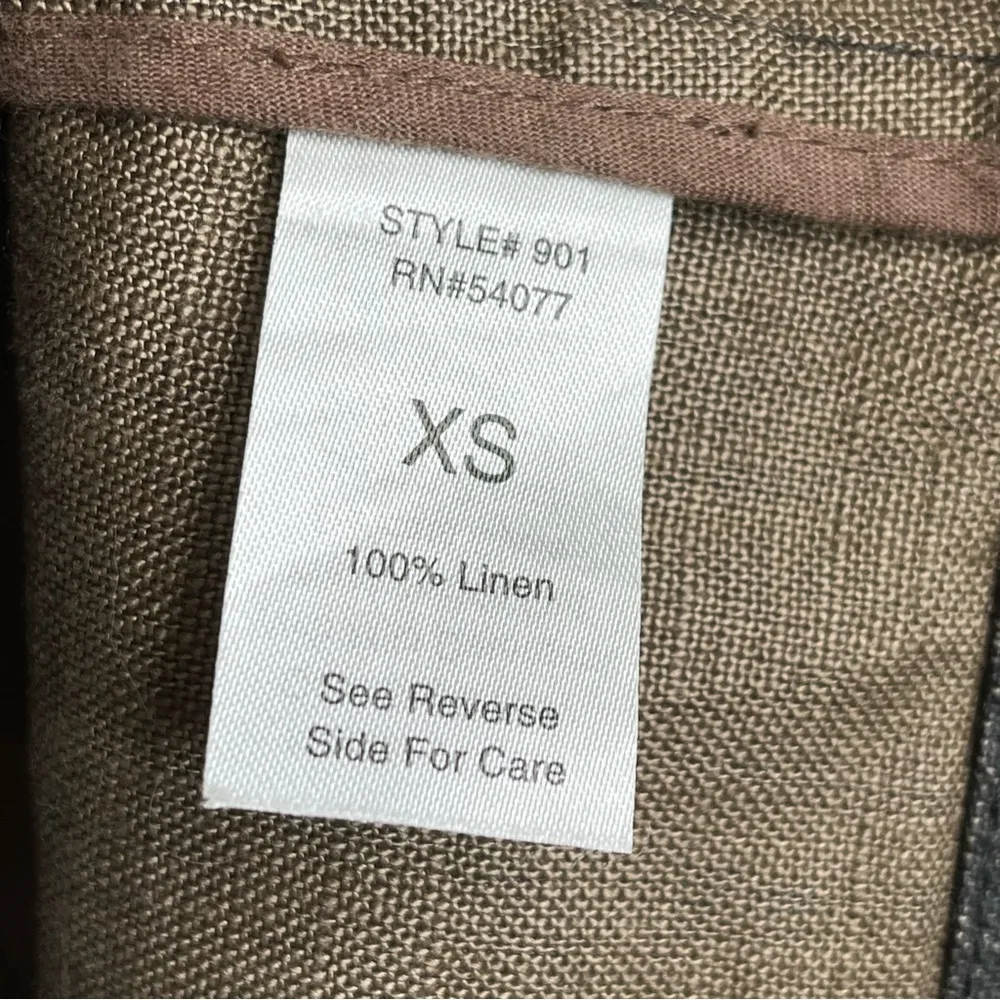 STYLE# 901
RN#54077
XS
100% Linen
See Reverse
Side For Care